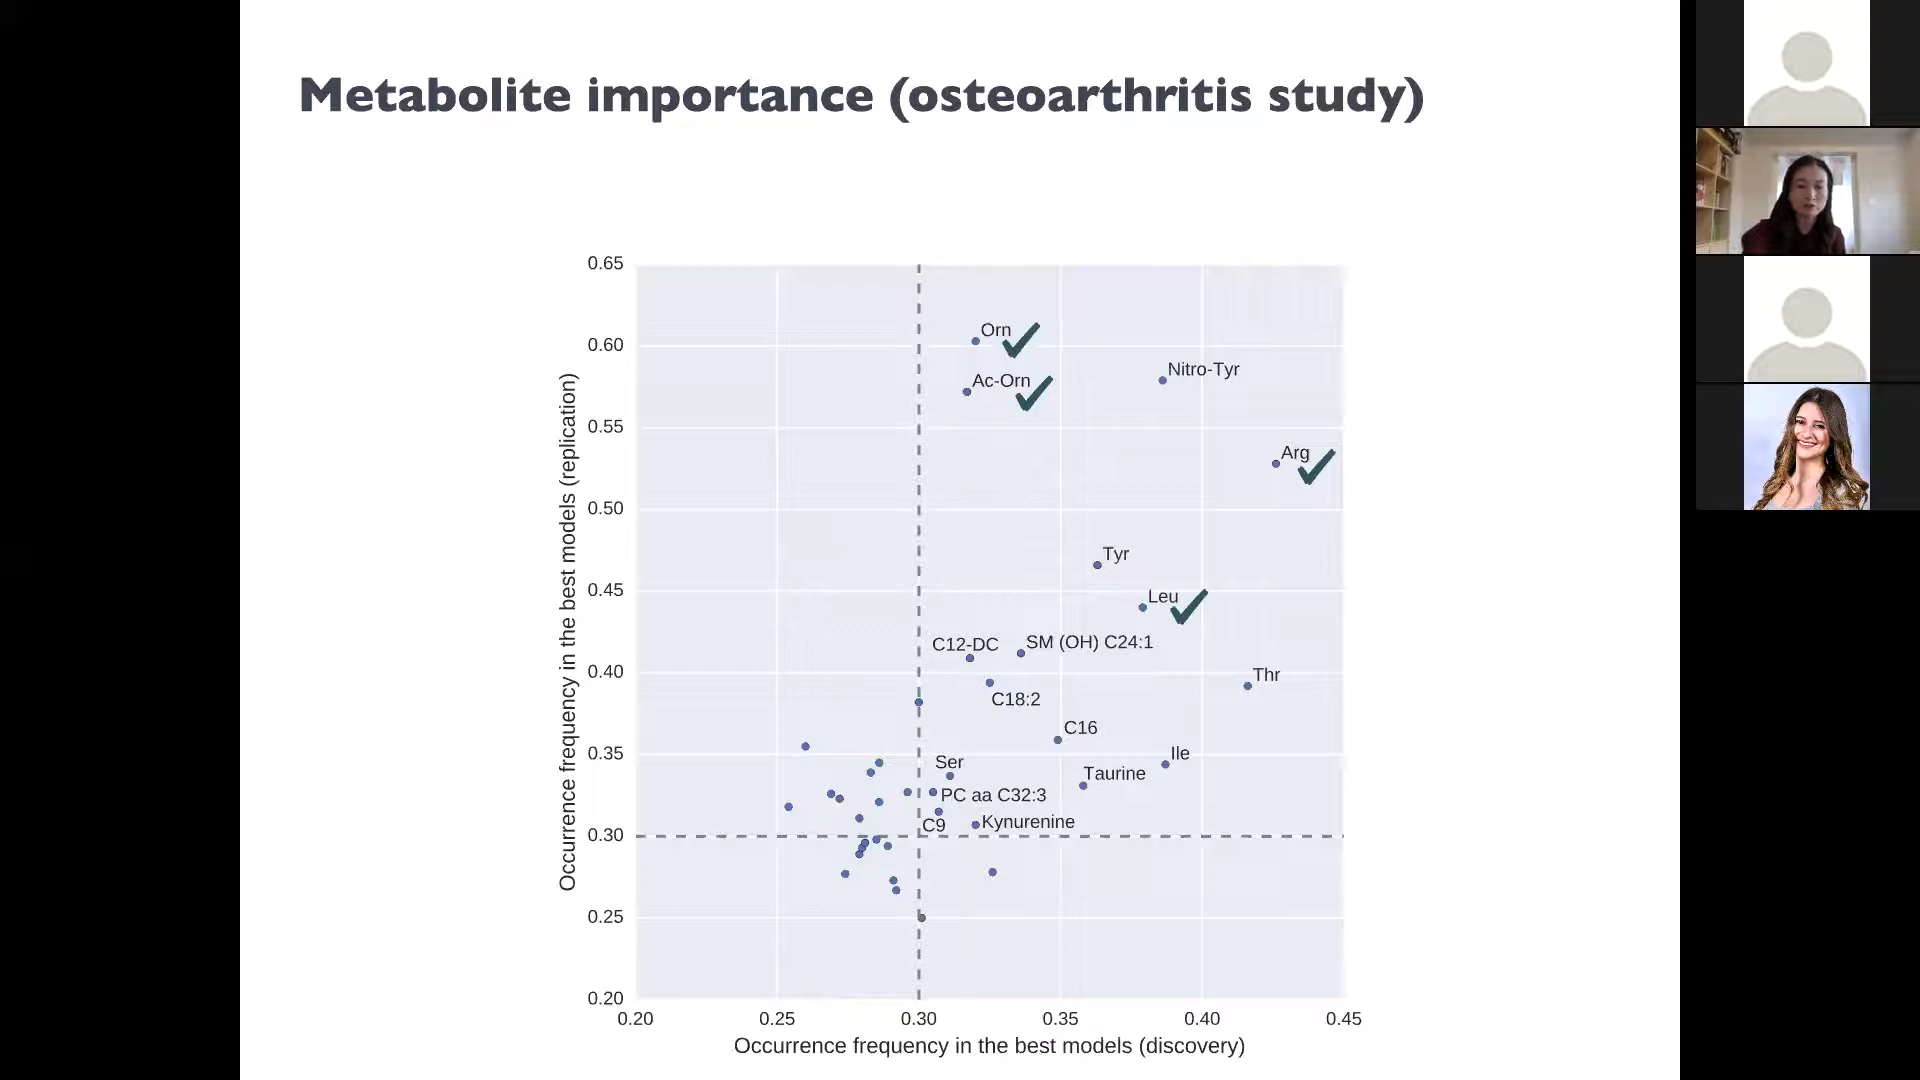 Metabolite importance (osteoarthritis study)
Occurrence frequency in the best models (replication)
0.65
0.60
0.55
0.50
0.45
0.40
0.35
0.30
0.25
0.20
Orn
Nitro-Tyr
Ac-Orn
Arg
Tyr
Leu
C12-DC
SM (OH) C24:1
Thr
C18:2
C16
Ile
Ser
Taurine
PC aa C32:3
C9
Kynurenine
0.20 0.25 0.30 0.35 0.40 0.45
Occurrence frequency in the best models (discovery)